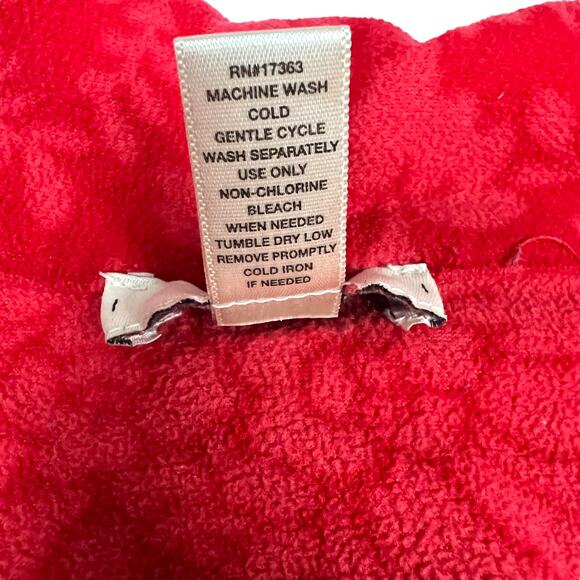 RN#17363
MACHINE WASH
COLD
GENTLE CYCLE
WASH SEPARATELY
USE ONLY
NON-CHLORINE
BLEACH
WHEN NEEDED
TUMBLE DRY LOW
REMOVE PROMPTLY
COLD IRON
IF NEEDED